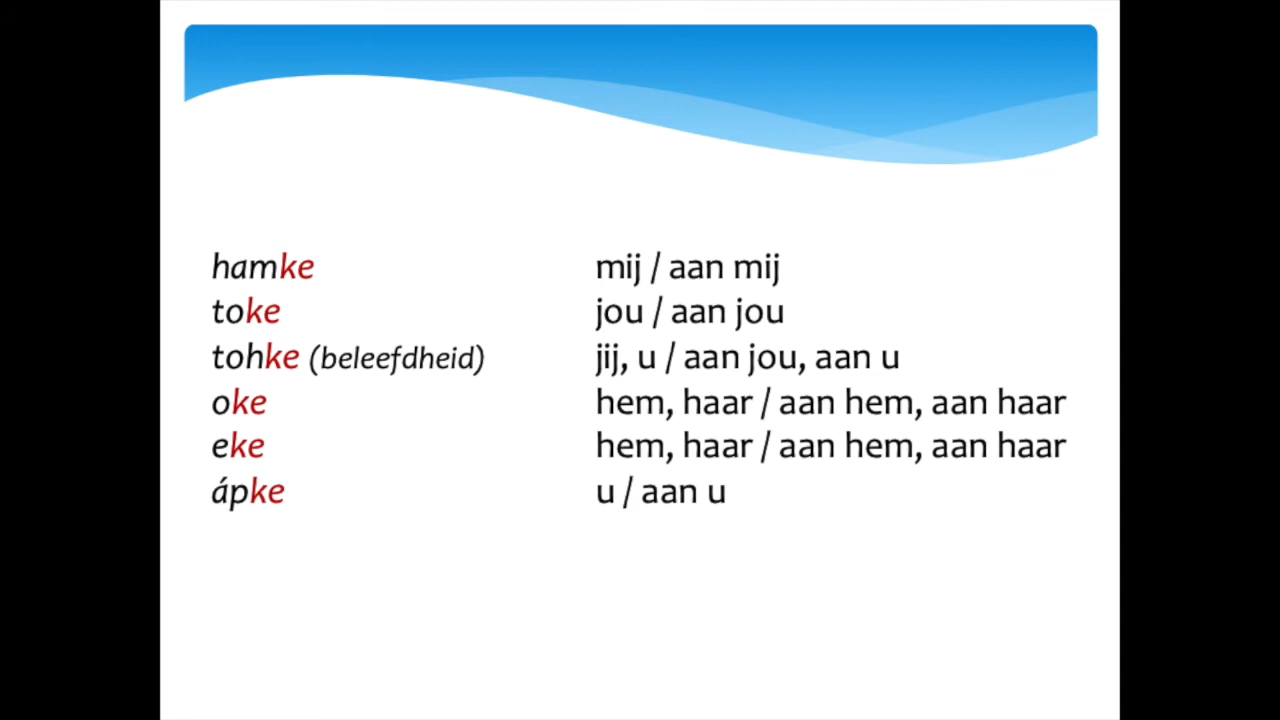 hamke mij / aan mij
toke jou / aan jou
tohke (beleefdheid) jij, u / aan jou, aan u
oke hem, haar / aan hem, aan haar
eke hem, haar / aan hem, aan haar
ápke u / aan u